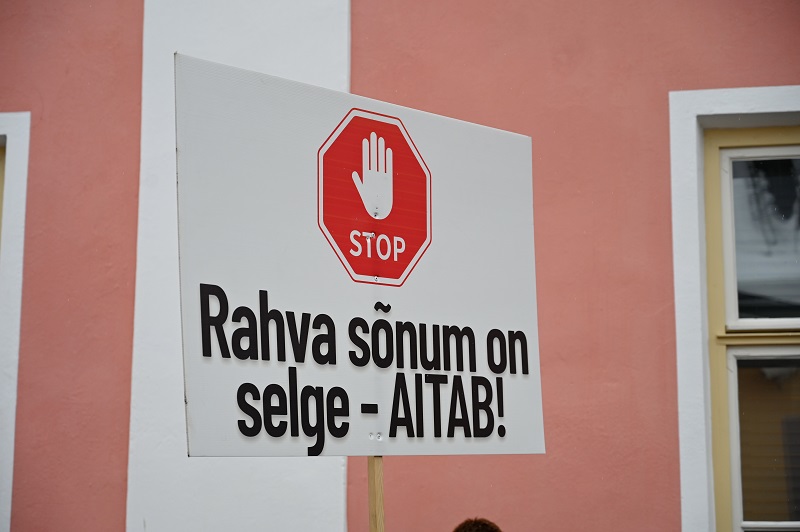 STOP
Rahva sõnum on
selge - AITAB!